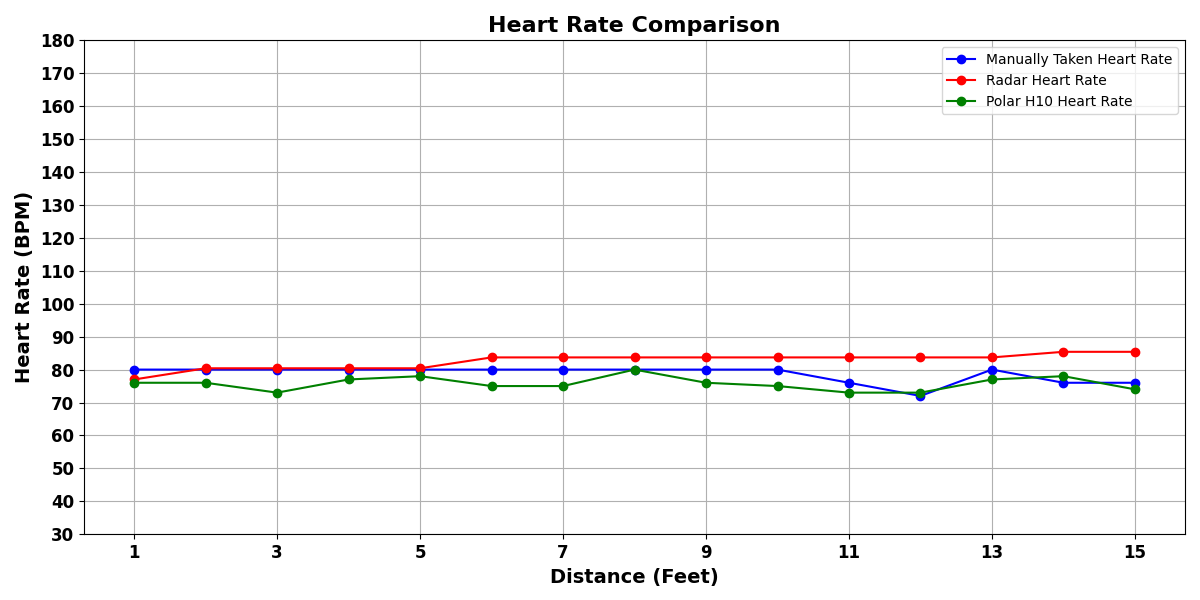 Heart Rate Comparison
180
170
160
150
140
130
120
110
100
90
80
70
60
50
40
30
Heart Rate (BPM)
Manually Taken Heart Rate
Radar Heart Rate
Polar H10 Heart Rate
1 3 5 7 9 11 13 15
Distance (Feet)